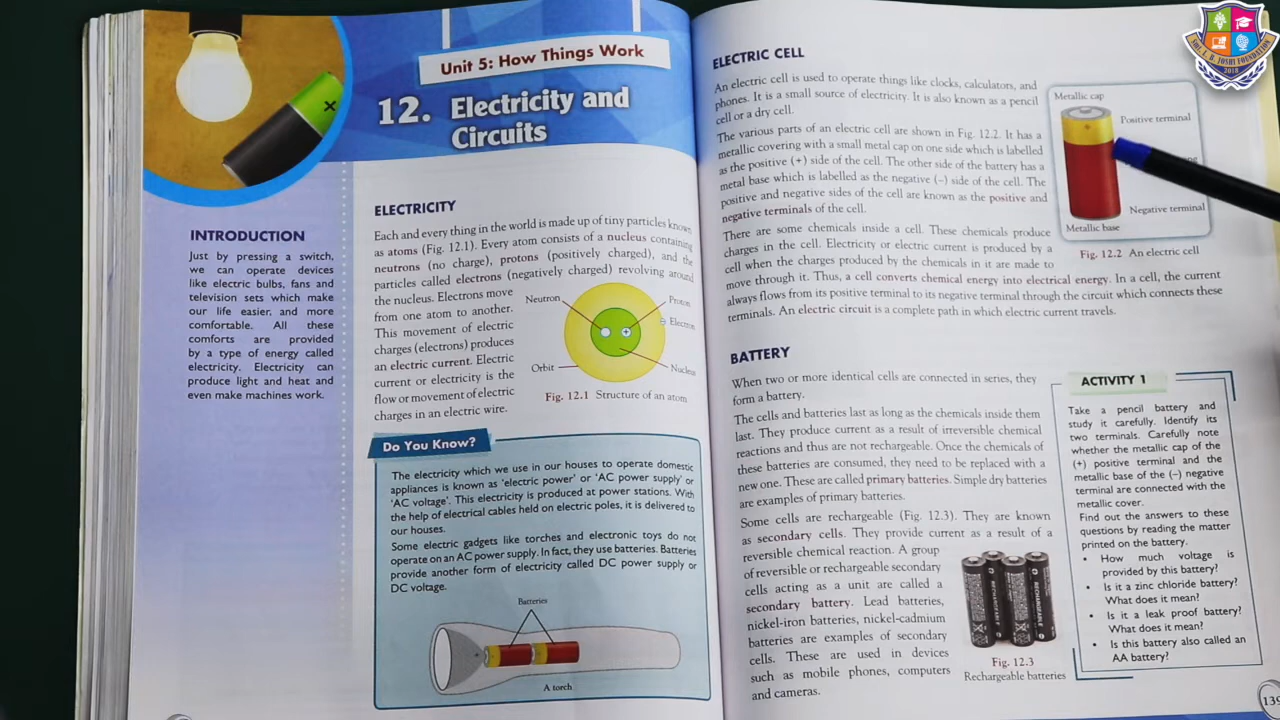 Unit 5: How Things Work
12. Electricity and
Circuits
INTRODUCTION
Just by pressing a switch,
we can operate devices
like electric bulbs, fans and
television sets which make
our life easier, and more
comfortable. All these
comforts are provided
by a type of energy called
electricity. Electricity can
produce light and heat and
even make machines work.
ELECTRICITY
Each and every thing in the world is made up of tiny particles known
as atoms (Fig. 12.1). Every atom consists of a nucleus containing
neutrons (no charge), protons (positively charged), and the
particles called electrons (negatively charged) revolving around
the nucleus. Electrons move
from one atom to another.
This movement of electric
charges (electrons) produces
an electric current. Electric
current or electricity is the
flow or movement of electric
charges in an electric wire.
Neutron
Proton
Electron
Orbit
Nucleus
Fig. 12.1 Structure of an atom
Do You Know?
The electricity which we use in our houses to operate domestic
appliances is known as 'electric power' or 'AC power supply' or
'AC voltage'. This electricity is produced at power stations. With
the help of electrical cables held on electric poles, it is delivered to
our houses.
Some electric gadgets like torches and electronic toys do not
operate on an AC power supply. In fact, they use batteries. Batteries
provide another form of electricity called DC power supply or
DC voltage.
Batteries
A torch
ELECTRIC CELL
An electric cell is used to operate things like clocks, calculators, and
phones. It is a small source of electricity. It is also known as a pencil
cell or a dry cell.
The various parts of an electric cell are shown in Fig. 12.2. It has a
metallic covering with a small metal cap on one side which is labelled
as the positive (+) side of the cell. The other side of the battery has a
metal base which is labelled as the negative (–) side of the cell. The
positive and negative sides of the cell are known as the positive and
negative terminals of the cell.
There are some chemicals inside a cell. These chemicals produce
charges in the cell. Electricity or electric current is produced by a
cell when the charges produced by the chemicals in it are made to
move through it. Thus, a cell converts chemical energy into electrical energy. In a cell, the current
always flows from its positive terminal to its negative terminal through the circuit which connects these
terminals. An electric circuit is a complete path in which electric current travels.
Metallic cap
Positive terminal
Negative terminal
Metallic base
Fig. 12.2 An electric cell
BATTERY
When two or more identical cells are connected in series, they
form a battery.
The cells and batteries last as long as the chemicals inside them
last. They produce current as a result of irreversible chemical
reactions and thus are not rechargeable. Once the chemicals of
these batteries are consumed, they need to be replaced with a
new one. These are called primary batteries. Simple dry batteries
are examples of primary batteries.
Some cells are rechargeable (Fig. 12.3). They are known
as secondary cells. They provide current as a result of a
reversible chemical reaction. A group
of reversible or rechargeable secondary
cells acting as a unit are called a
secondary battery. Lead batteries,
nickel-iron batteries, nickel-cadmium
batteries are examples of secondary
cells. These are used in devices
such as mobile phones, computers
and cameras.
RECHARGEABLE
RECHARGEABLE
Fig. 12.3
Rechargeable batteries
ACTIVITY 1
Take a pencil battery and
study it carefully. Identify its
two terminals. Carefully note
whether the metallic cap of the
(+) positive terminal and the
metallic base of the (–) negative
terminal are connected with the
metallic cover.
Find out the answers to these
questions by reading the matter
printed on the battery.
• How much voltage is
provided by this battery?
• Is it a zinc chloride battery?
What does it mean?
• Is it a leak proof battery?
What does it mean?
• Is this battery also called an
AA battery?
139
JOSHI FOUNDATION
2018